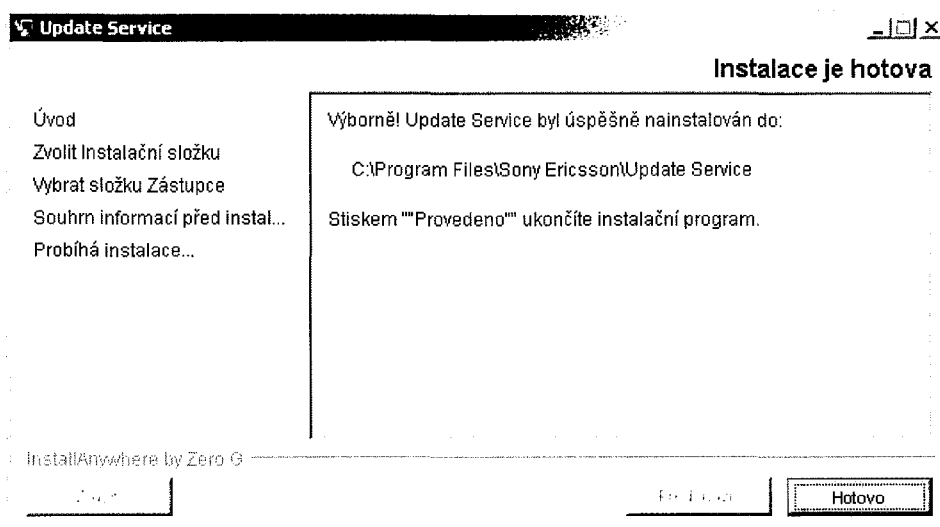 Update Service
Instalace je hotova
Úvod
Zvolit Instalační složku
Vybrat složku Zástupce
Souhrn informací před instal...
Probíhá instalace...
Výborně! Update Service byl úspěšně nainstalován do:
C:\Program Files\Sony Ericsson\Update Service
Stiskem ""Provedeno"" ukončíte instalační program.
InstallAnywhere by Zero G
Hotovo